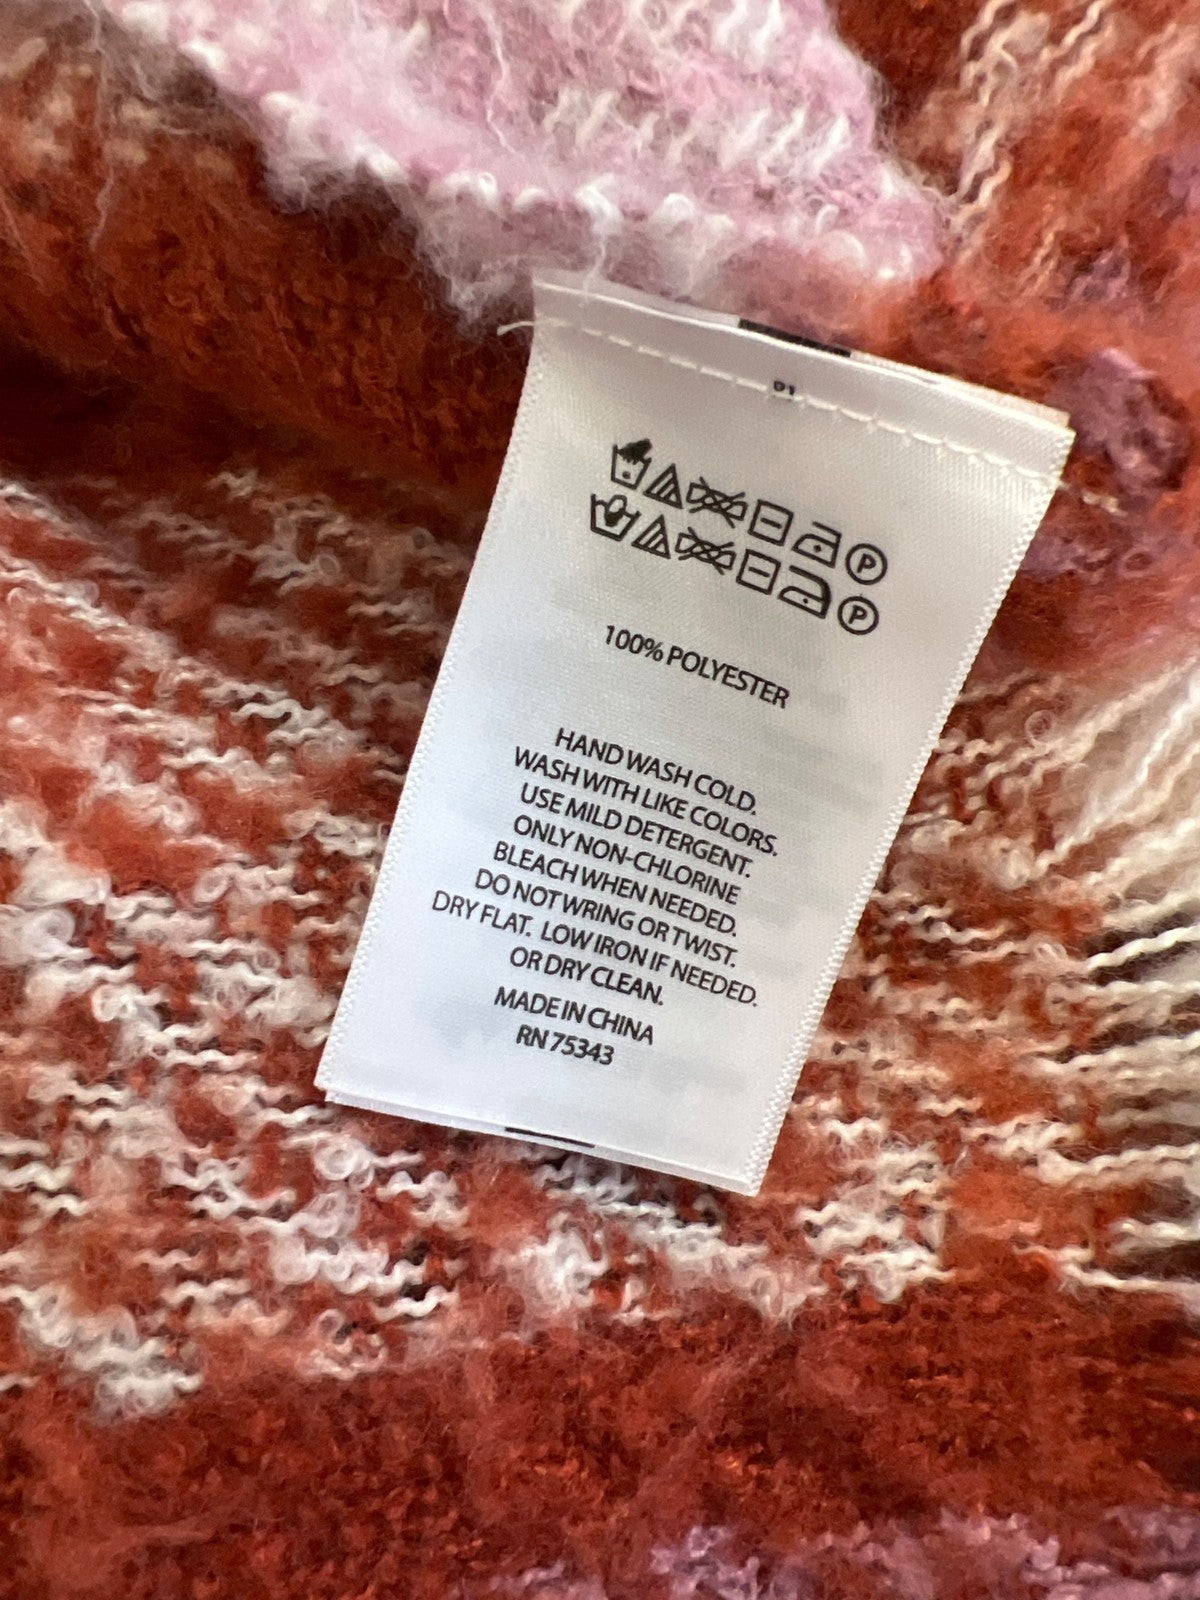 P
P
100% POLYESTER
HAND WASH COLD.
WASH WITH LIKE COLORS.
USE MILD DETERGENT.
ONLY NON-CHLORINE
BLEACH WHEN NEEDED.
DO NOT WRING OR TWIST.
DRY FLAT. LOW IRON IF NEEDED.
OR DRY CLEAN.
MADE IN CHINA
RN 75343